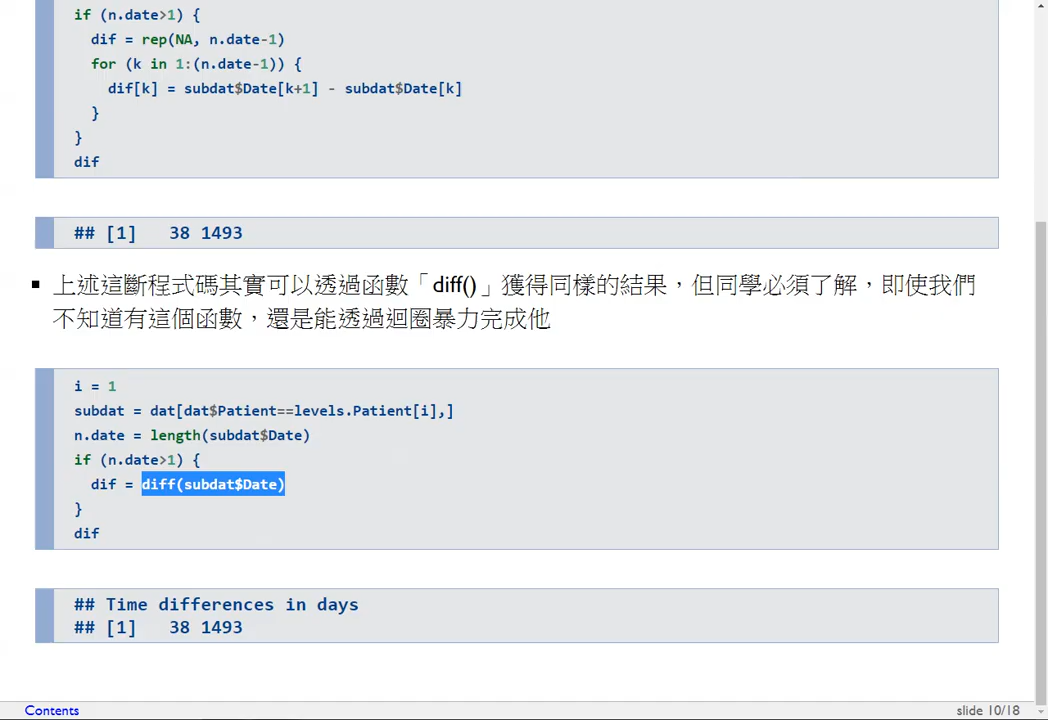 if (n.date>1) {
dif = rep(NA, n.date-1)
for (k in 1:(n.date-1)) {
dif[k] = subdat$Date[k+1] - subdat$Date[k]
}
}
dif
## [1]   38 1493
▪ 上述這斷程式碼其實可以透過函數「diff()」獲得同樣的結果，但同學必須了解，即使我們
不知道有這個函數，還是能透過迴圈暴力完成他
i = 1
subdat = dat[dat$Patient==levels.Patient[i],]
n.date = length(subdat$Date)
if (n.date>1) {
dif = diff(subdat$Date)
}
dif
## Time differences in days
## [1]   38 1493
Contents
slide 10/18